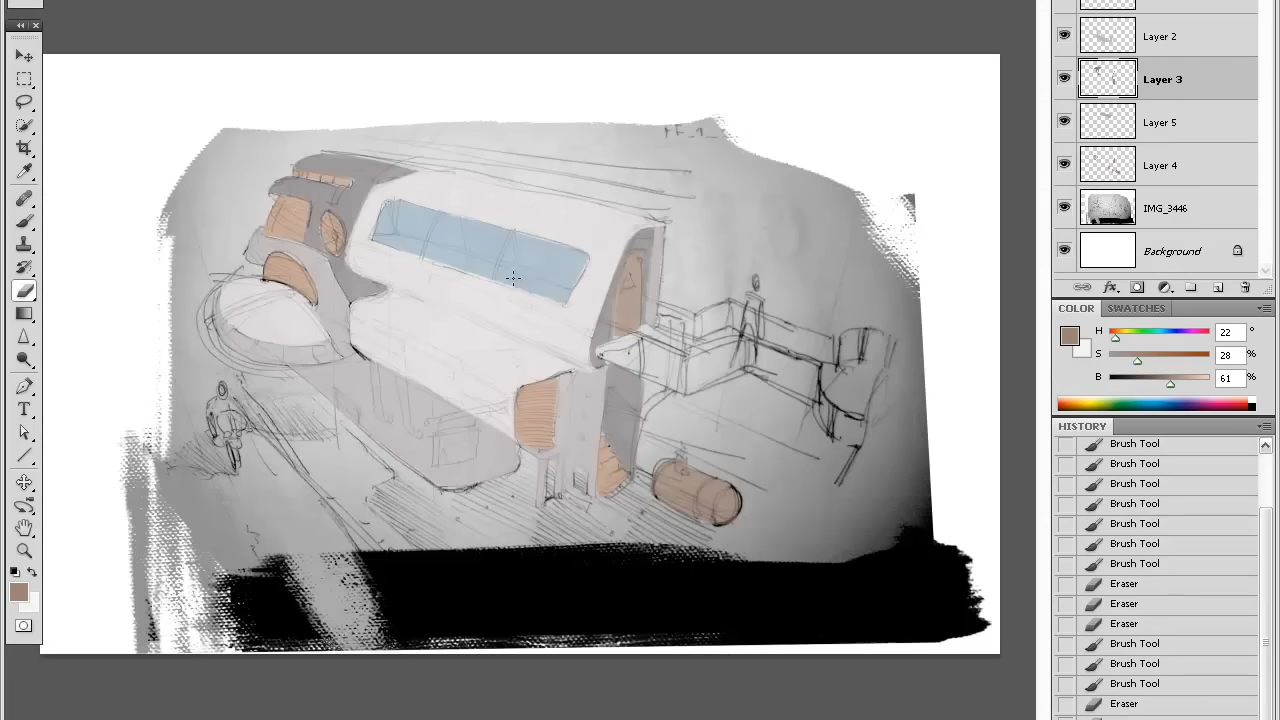 Layer 2
Layer 3
Layer 5
Layer 4
IMG_346
Background
fx.
COLOR
SWATCHES
H
22
°
S
28
%
B
61
%
HISTORY
Brush Tool
Brush Tool
Brush Tool
Brush Tool
Brush Tool
Brush Tool
Brush Tool
Eraser
Eraser
Eraser
Brush Tool
Brush Tool
Brush Tool
Eraser
T